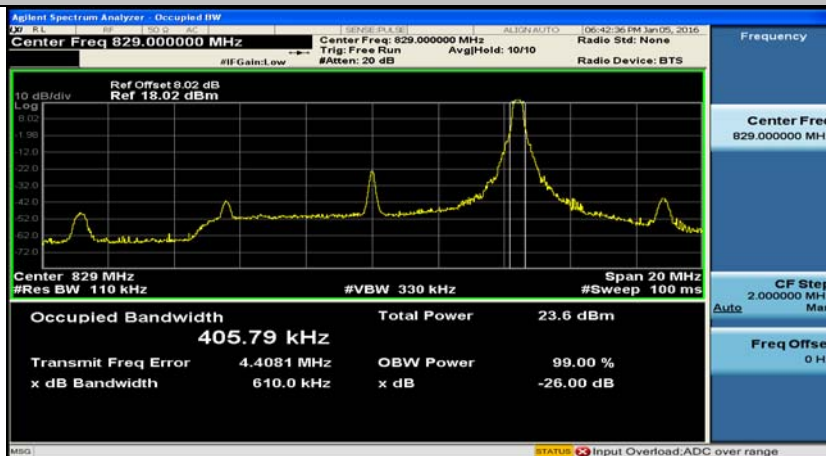 Agilent Spectrum Analyzer - Occupied BW
RL RF 50 Ω AC SENSE:PULSE ALIGN AUTO 06:42:36 PM Jan 05, 2016
Center Freq 829.000000 MHz
Center Freq: 829.000000 MHz Radio Std: None
Trig: Free Run Avg|Hold: 10/10
#IFGain:Low #Atten: 20 dB Radio Device: BTS
Ref Offset 8.02 dB
10 dB/div Ref 18.02 dBm
Log
8.02
-1.98
-12.0
-22.0
-32.0
-42.0
-52.0
-62.0
-72.0
Center 829 MHz Span 20 MHz
#Res BW 110 kHz #VBW 330 kHz #Sweep 100 ms
Occupied Bandwidth Total Power 23.6 dBm
405.79 kHz
Transmit Freq Error 4.4081 MHz OBW Power 99.00 %
x dB Bandwidth 610.0 kHz x dB -26.00 dB
Frequency
Center Fre
829.000000 MH
CF Step
2.000000 MH
Auto Ma
Freq Offse
0 H
MSG STATUS Input Overload;ADC over range